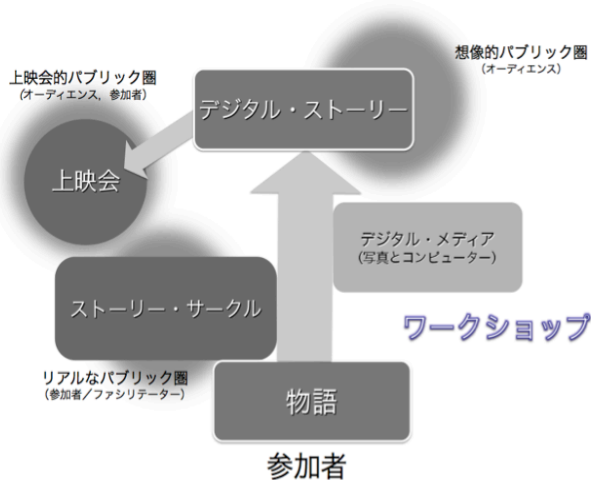 想像的パブリック圏
(オーディエンス)
上映会的パブリック圏
(オーディエンス, 参加者)
デジタル・ストーリー
上映会
デジタル・メディア
(写真とコンピューター)
ストーリー・サークル
ワークショップ
リアルなパブリック圏
(参加者/ファシリテーター)
物語
参加者